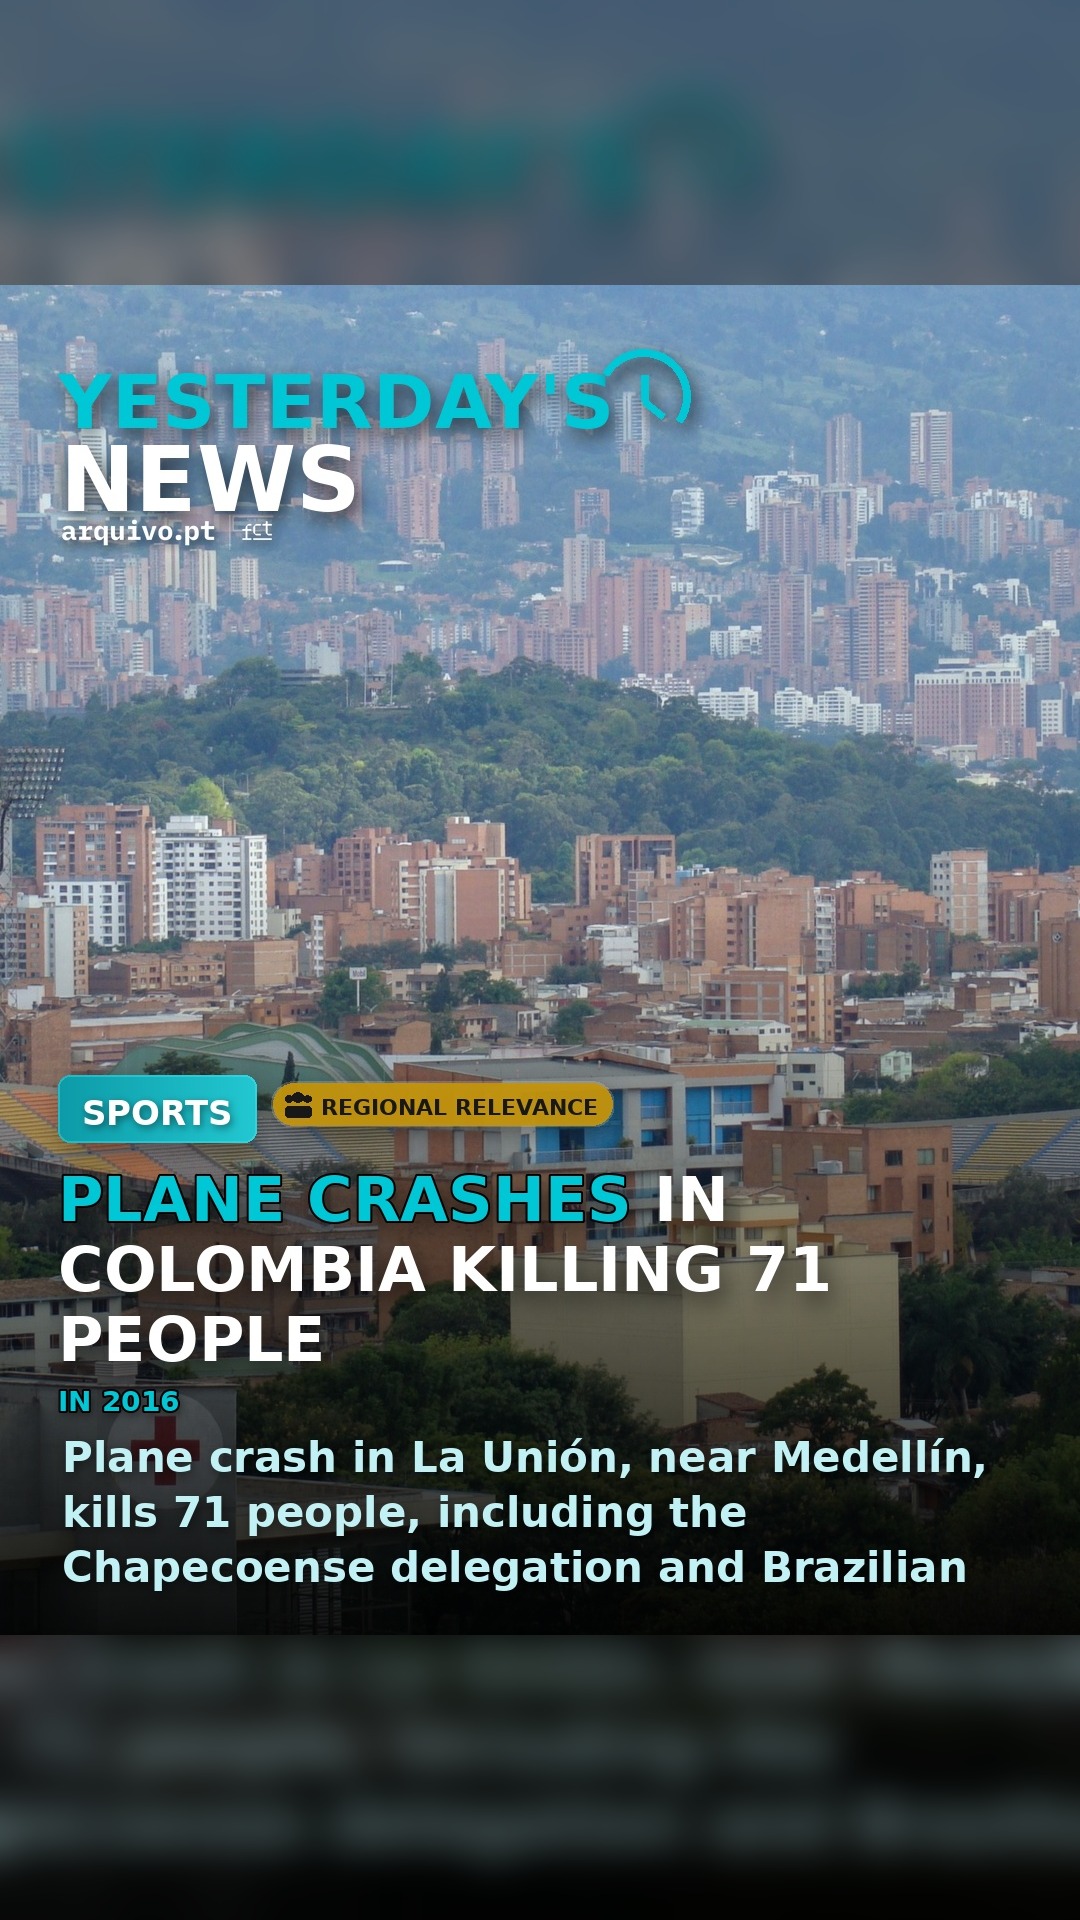 YESTERDAY'S
NEWS
arquivo.pt | fct
SPORTS
REGIONAL RELEVANCE
PLANE CRASHES IN
COLOMBIA KILLING 71
PEOPLE
IN 2016
Plane crash in La Unión, near Medellín,
kills 71 people, including the
Chapecoense delegation and Brazilian